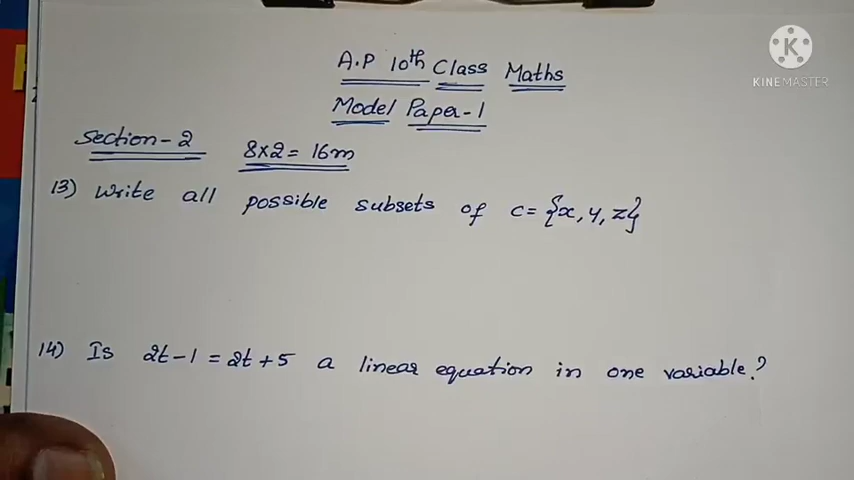 A.P 10th Class Maths
Model Paper-1
Section-2 8x2=16m
13) Write all possible subsets of c={x,y,z}
14) Is 2t-1=2t+5 a linear equation in one variable?
K
KINEMASTER